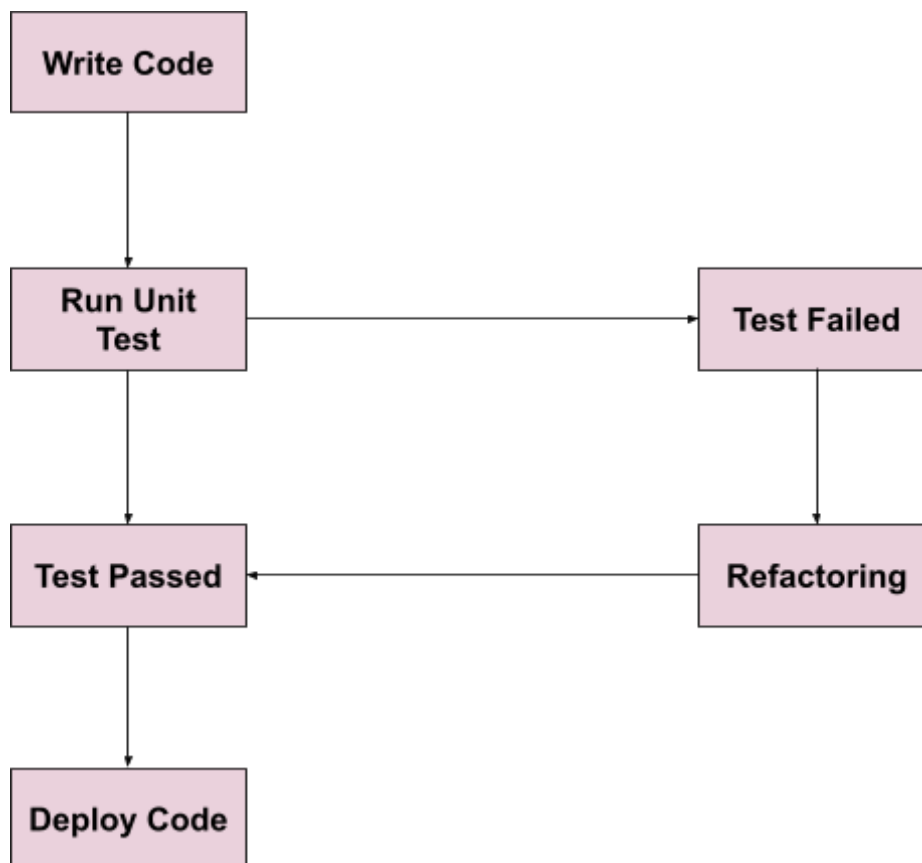 Write Code
Run Unit
Test
Test Failed
Test Passed
Refactoring
Deploy Code